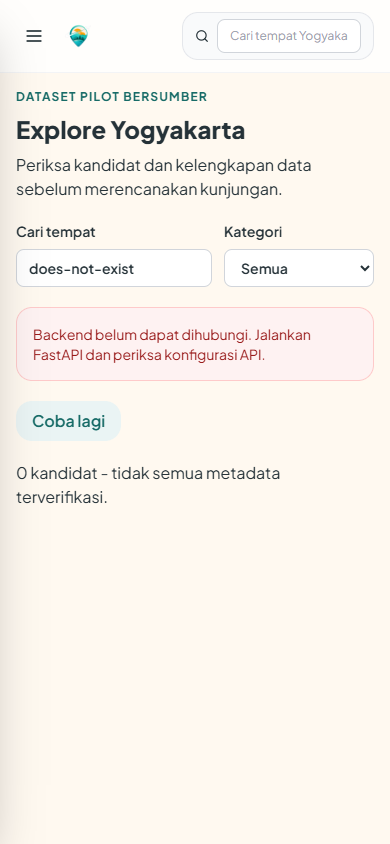 Cari tempat Yogyaka
DATASET PILOT BERSUMBER
Explore Yogyakarta
Periksa kandidat dan kelengkapan data
sebelum merencanakan kunjungan.
Cari tempat
Kategori
does-not-exist
Semua
Backend belum dapat dihubungi. Jalankan
FastAPI dan periksa konfigurasi API.
Coba lagi
0 kandidat - tidak semua metadata
terverifikasi.